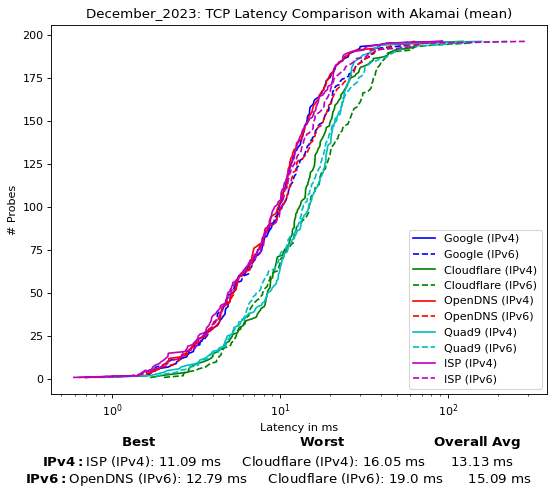 December_2023: TCP Latency Comparison with Akamai (mean)
# Probes
200
175
150
125
100
75
50
25
0
Google (IPv4)
Google (IPv6)
Cloudflare (IPv4)
Cloudflare (IPv6)
OpenDNS (IPv4)
OpenDNS (IPv6)
Quad9 (IPv4)
Quad9 (IPv6)
ISP (IPv4)
ISP (IPv6)
10⁰ 10¹ 10²
Latency in ms
Best Worst Overall Avg
IPv4: ISP (IPv4): 11.09 ms Cloudflare (IPv4): 16.05 ms 13.13 ms
IPv6: OpenDNS (IPv6): 12.79 ms Cloudflare (IPv6): 19.0 ms 15.09 ms